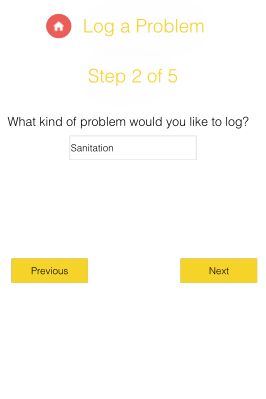 Log a Problem
Step 2 of 5
What kind of problem would you like to log?
Sanitation
Previous
Next